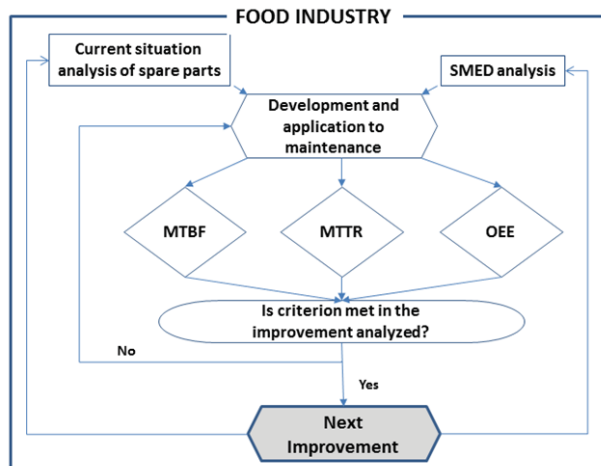 FOOD INDUSTRY
Current situation
analysis of spare parts
SMED analysis
Development and
application to
maintenance
MTBF
MTTR
OEE
Is criterion met in the
improvement analyzed?
No
Yes
Next
Improvement